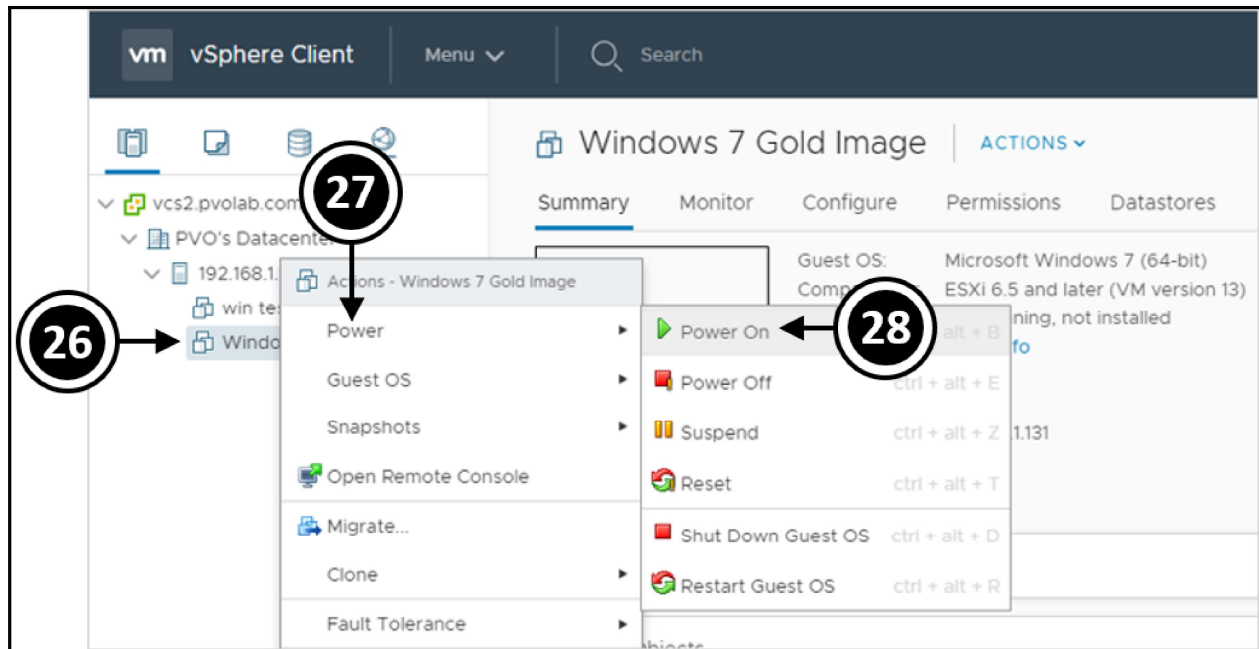 vm vSphere Client Menu Search
Windows 7 Gold Image ACTIONS
Summary Monitor Configure Permissions Datastores
vcs2.pvolab.com
PVO's Datacenter
192.168.1.
win tes
Windo
26
27
28
Actions - Windows 7 Gold Image
Power
Guest OS
Snapshots
Open Remote Console
Migrate...
Clone
Fault Tolerance
Power On alt + B
Power Off ctrl + alt + E
Suspend ctrl + alt + Z
Reset ctrl + alt + T
Shut Down Guest OS ctrl + alt + D
Restart Guest OS ctrl + alt + R
Guest OS: Microsoft Windows 7 (64-bit)
ESXi 6.5 and later (VM version 13)
ning, not installed
fo
.1.131